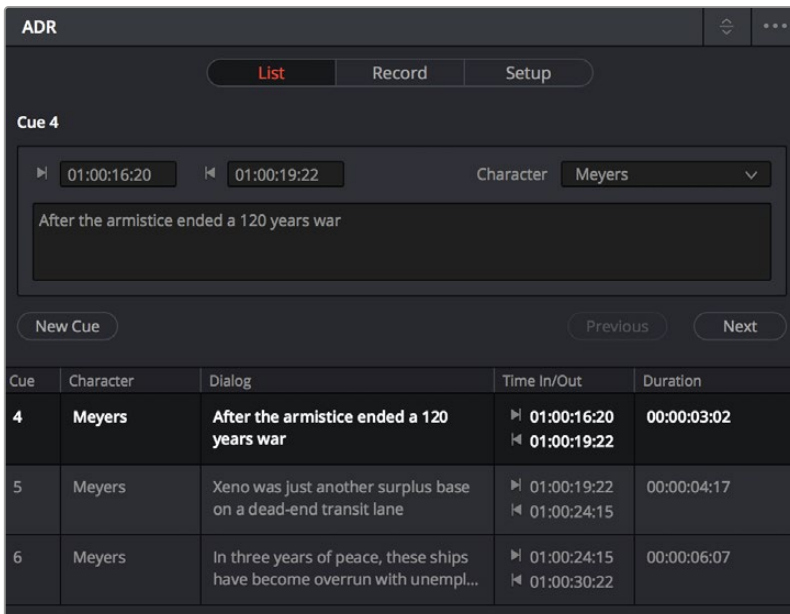 ADR
List Record Setup
Cue 4
01:00:16:20 01:00:19:22 Character Meyers
After the armistice ended a 120 years war
New Cue Previous Next
Cue Character Dialog Time In/Out Duration
4 Meyers After the armistice ended a 120 01:00:16:20 00:00:03:02
years war 01:00:19:22
5 Meyers Xeno was just another surplus base 01:00:19:22 00:00:04:17
on a dead-end transit lane 01:00:24:15
6 Meyers In three years of peace, these ships 01:00:24:15 00:00:06:07
have become overrun with unempl... 01:00:30:22